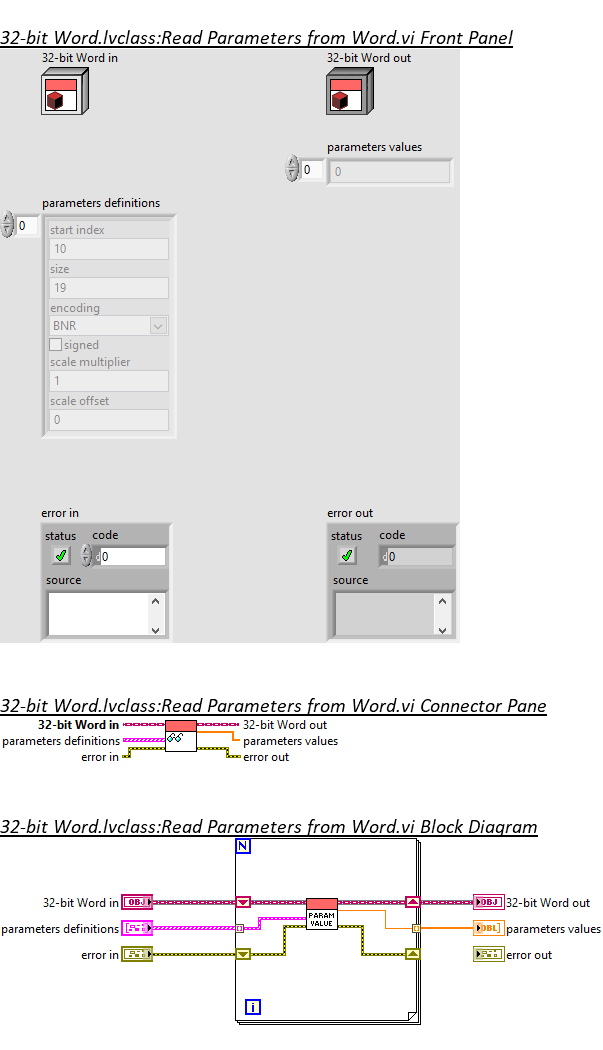 32-bit Word.lvclass:Read Parameters from Word.vi Front Panel
32-bit Word in
32-bit Word out
parameters values
0
0
parameters definitions
0
start index
10
size
19
encoding
BNR
signed
scale multiplier
1
scale offset
0
error in
status code
d0
source
error out
status code
d0
source
32-bit Word.lvclass:Read Parameters from Word.vi Connector Pane
32-bit Word in
32-bit Word out
parameters definitions
parameters values
error in
error out
32-bit Word.lvclass:Read Parameters from Word.vi Block Diagram
N
32-bit Word in
OBJ
PARAM
VALUE
OBJ
32-bit Word out
parameters definitions
DBL
parameters values
error in
error out
i